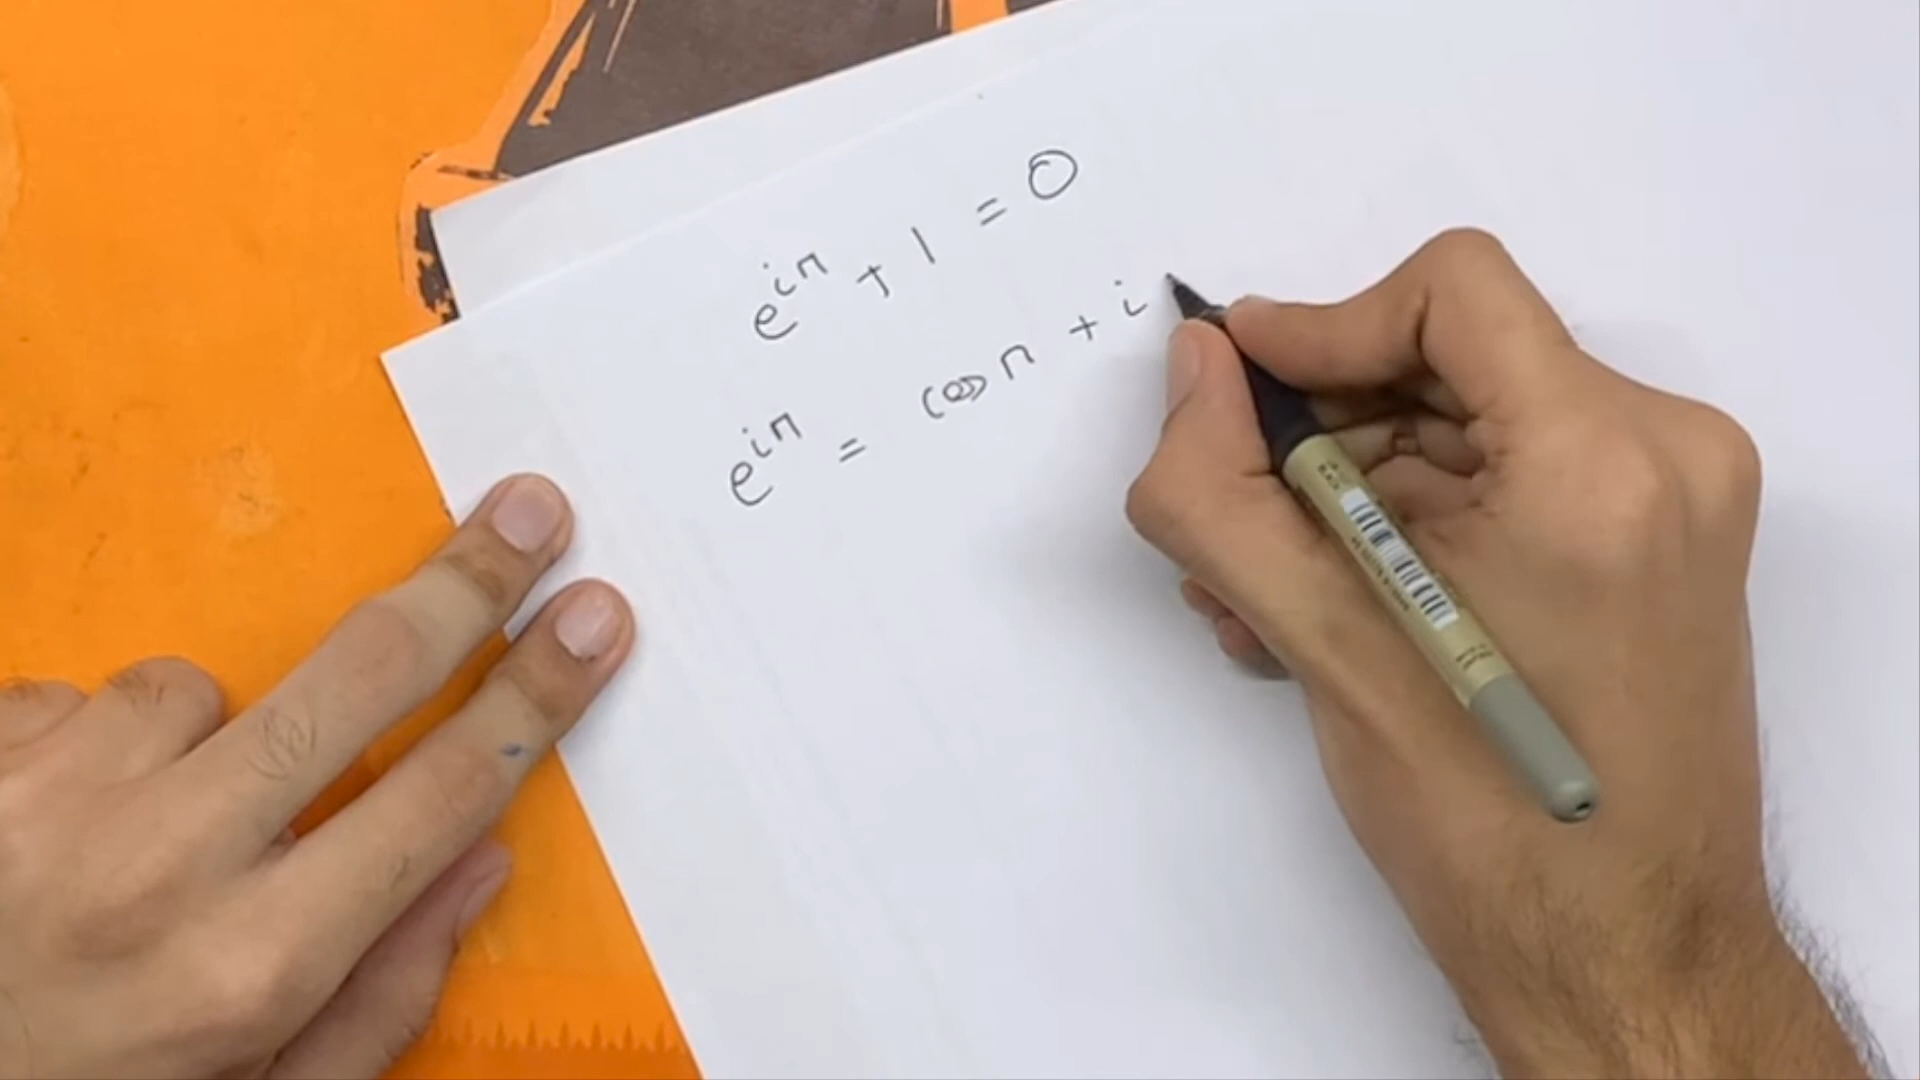 e^{iπ} + 1 = 0
e^{iπ} = cos π + i